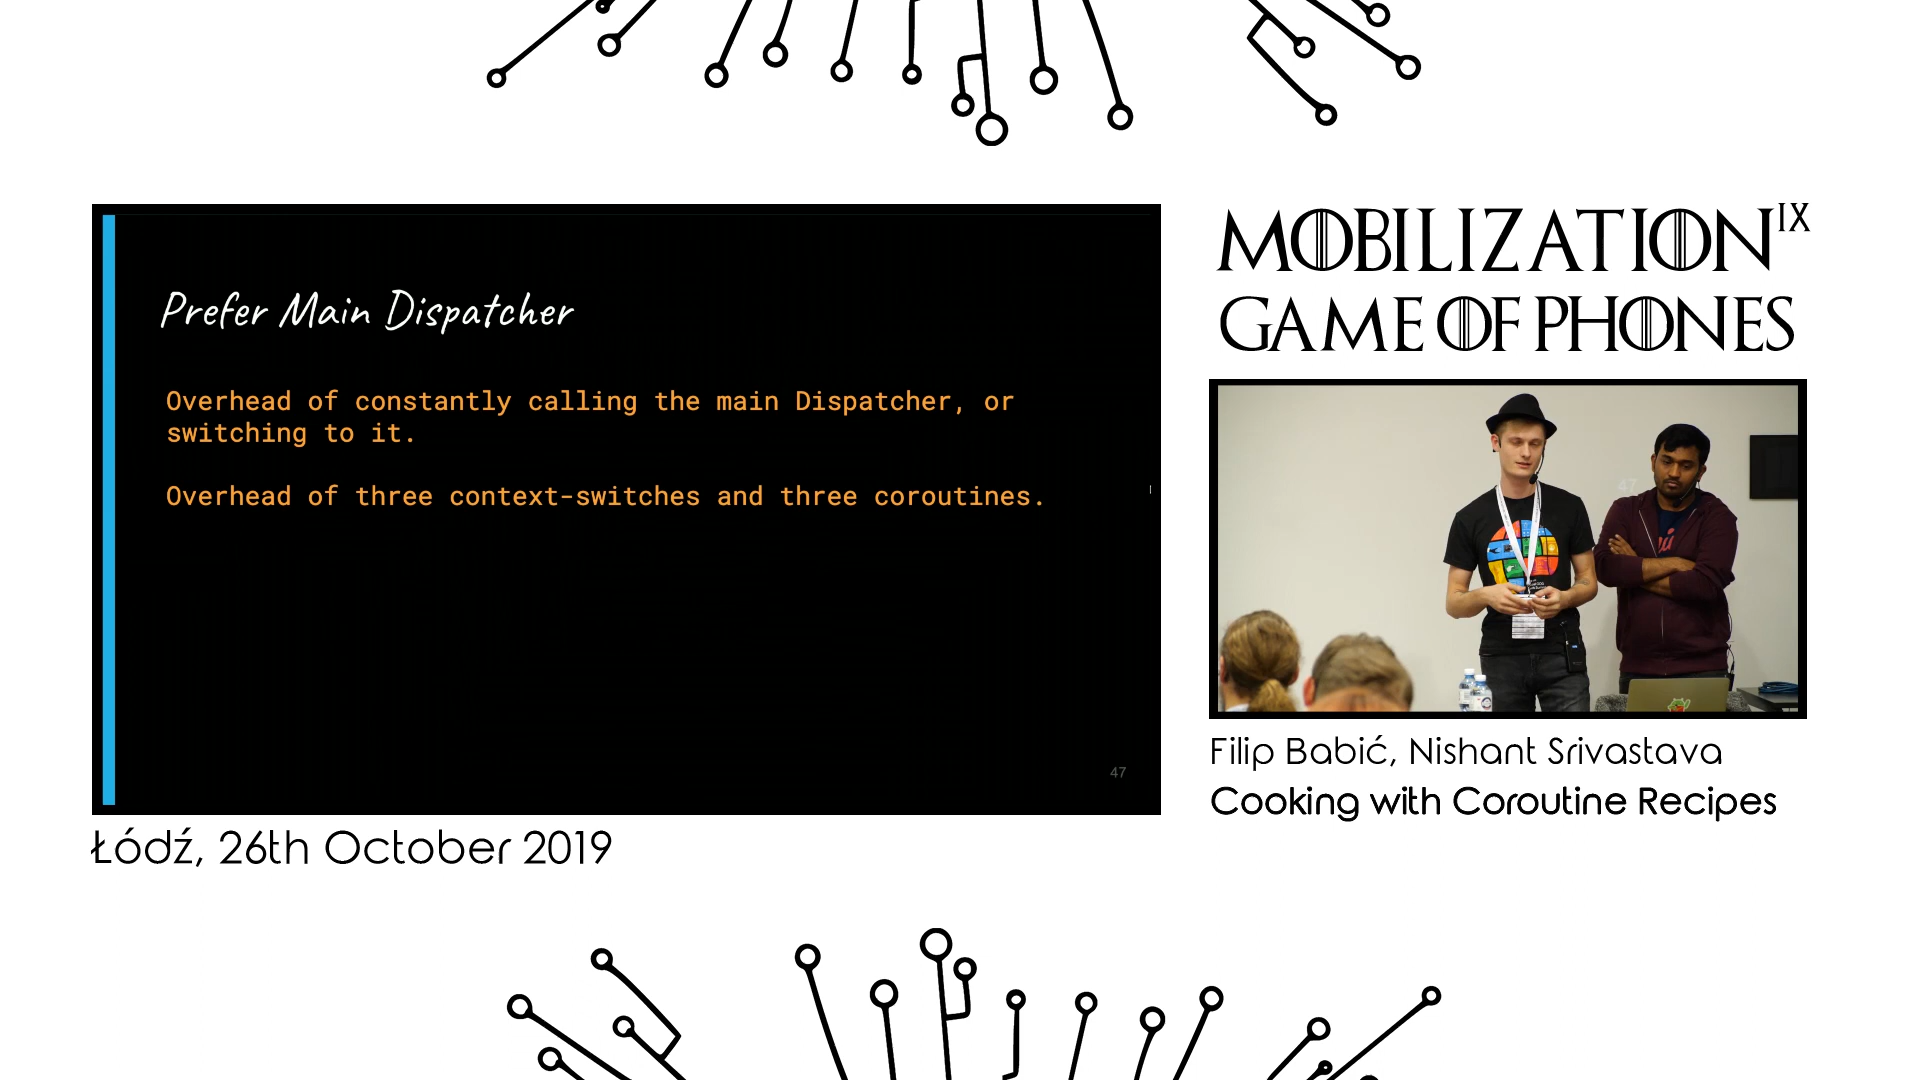 MOBILIZATION IX
GAME OF PHONES
Prefer Main Dispatcher
Overhead of constantly calling the main Dispatcher, or
switching to it.
Overhead of three context-switches and three coroutines.
47
47
Filip Babić, Nishant Srivastava
Cooking with Coroutine Recipes
Łódź, 26th October 2019